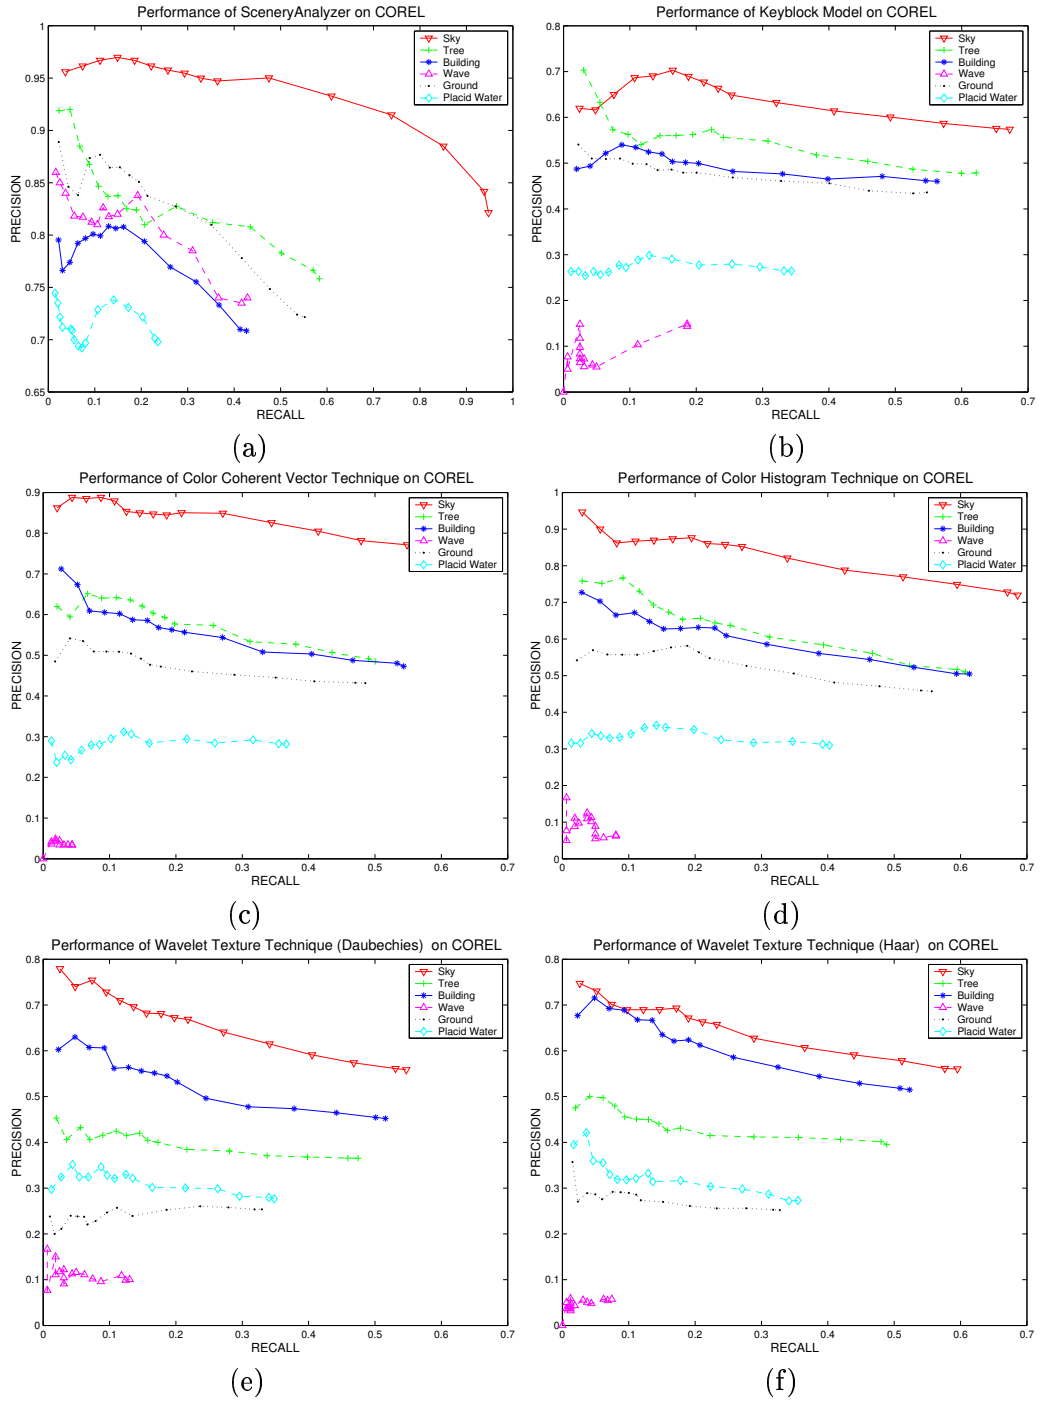 Performance of SceneryAnalyzer on COREL
1
0.95
0.9
0.85
0.8
0.75
0.7
0.65
PRECISION
Sky
Tree
Building
Wave
Ground
Placid Water
0 0.1 0.2 0.3 0.4 0.5 0.6 0.7 0.8 0.9 1
RECALL
(a)
Performance of Keyblock Model on COREL
0.8
0.7
0.6
0.5
0.4
0.3
0.2
0.1
0
PRECISION
Sky
Tree
Building
Wave
Ground
Placid Water
0 0.1 0.2 0.3 0.4 0.5 0.6 0.7
RECALL
(b)
Performance of Color Coherent Vector Technique on COREL
0.9
0.8
0.7
0.6
0.5
0.4
0.3
0.2
0.1
0
PRECISION
Sky
Tree
Building
Wave
Ground
Placid Water
0 0.1 0.2 0.3 0.4 0.5 0.6 0.7
RECALL
(c)
Performance of Color Histogram Technique on COREL
1
0.9
0.8
0.7
0.6
0.5
0.4
0.3
0.2
0.1
0
PRECISION
Sky
Tree
Building
Wave
Ground
Placid Water
0 0.1 0.2 0.3 0.4 0.5 0.6 0.7
RECALL
(d)
Performance of Wavelet Texture Technique (Daubechies) on COREL
0.8
0.7
0.6
0.5
0.4
0.3
0.2
0.1
0
PRECISION
Sky
Tree
Building
Wave
Ground
Placid Water
0 0.1 0.2 0.3 0.4 0.5 0.6 0.7
RECALL
(e)
Performance of Wavelet Texture Technique (Haar) on COREL
0.8
0.7
0.6
0.5
0.4
0.3
0.2
0.1
0
PRECISION
Sky
Tree
Building
Wave
Ground
Placid Water
0 0.1 0.2 0.3 0.4 0.5 0.6 0.7
RECALL
(f)